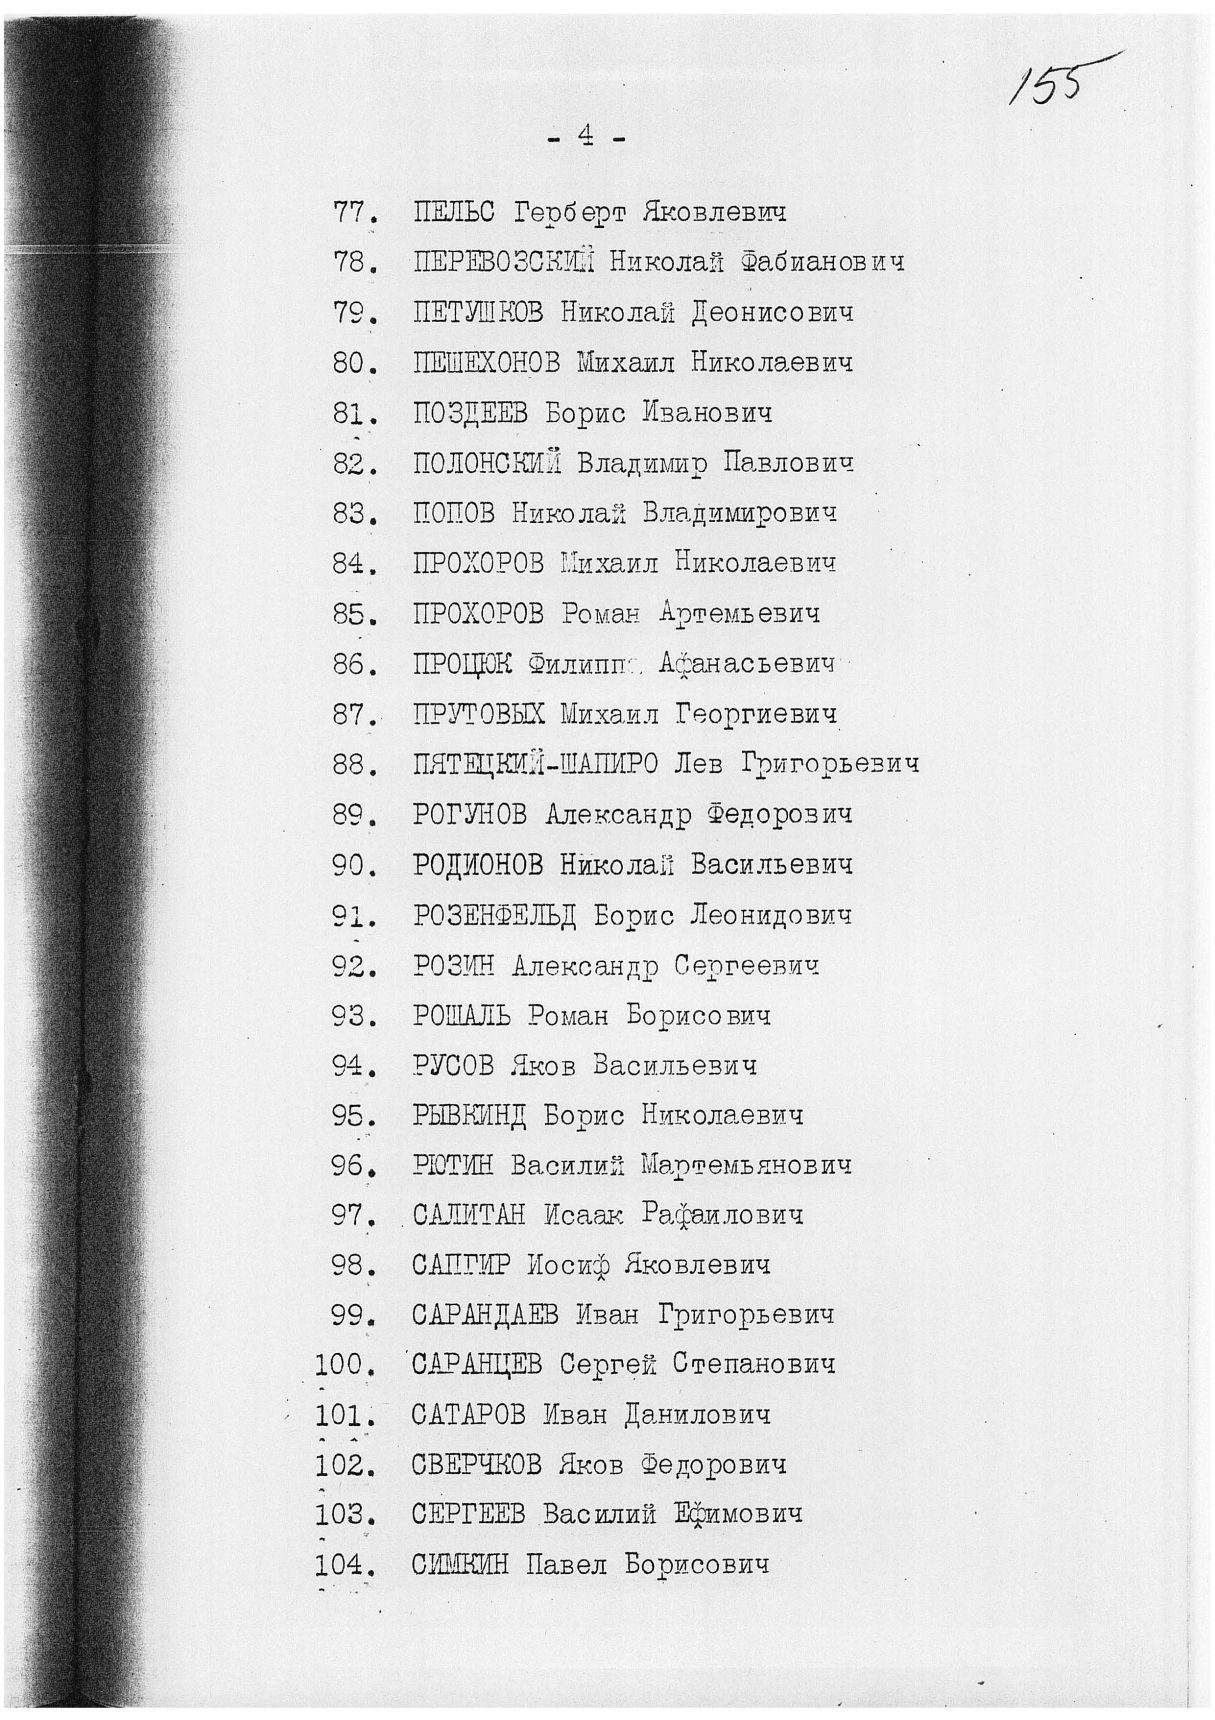 155
- 4 -
77. ПЕЛЬС Герберт Яковлевич
78. ПЕРЕВОЗСКИЙ Николай Фабианович
79. ПЕТУШКОВ Николай Деонисович
80. ПЕШЕХОНОВ Михаил Николаевич
81. ПОЗДЕЕВ Борис Иванович
82. ПОЛОНСКИЙ Владимир Павлович
83. ПОПОВ Николай Владимирович
84. ПРОХОРОВ Михаил Николаевич
85. ПРОХОРОВ Роман Артемьевич
86. ПРОЦЮК Филипп Афанасьевич
87. ПРУТОВЫХ Михаил Георгиевич
88. ПЯТЕЦКИЙ-ШАПИРО Лев Григорьевич
89. РОГУНОВ Александр Федорович
90. РОДИОНОВ Николай Васильевич
91. РОЗЕНФЕЛЬД Борис Леонидович
92. РОЗИН Александр Сергеевич
93. РОШАЛЬ Роман Борисович
94. РУСОВ Яков Васильевич
95. РЫВКИНД Борис Николаевич
96. РЮТИН Василий Мартемьянович
97. САЛИТАН Исаак Рафаилович
98. САПГИР Иосиф Яковлевич
99. САРАНДАЕВ Иван Григорьевич
100. САРАНЦЕВ Сергей Степанович
101. САТАРОВ Иван Данилович
102. СВЕРЧКОВ Яков Федорович
103. СЕРГЕЕВ Василий Ефимович
104. СИМКИН Павел Борисович